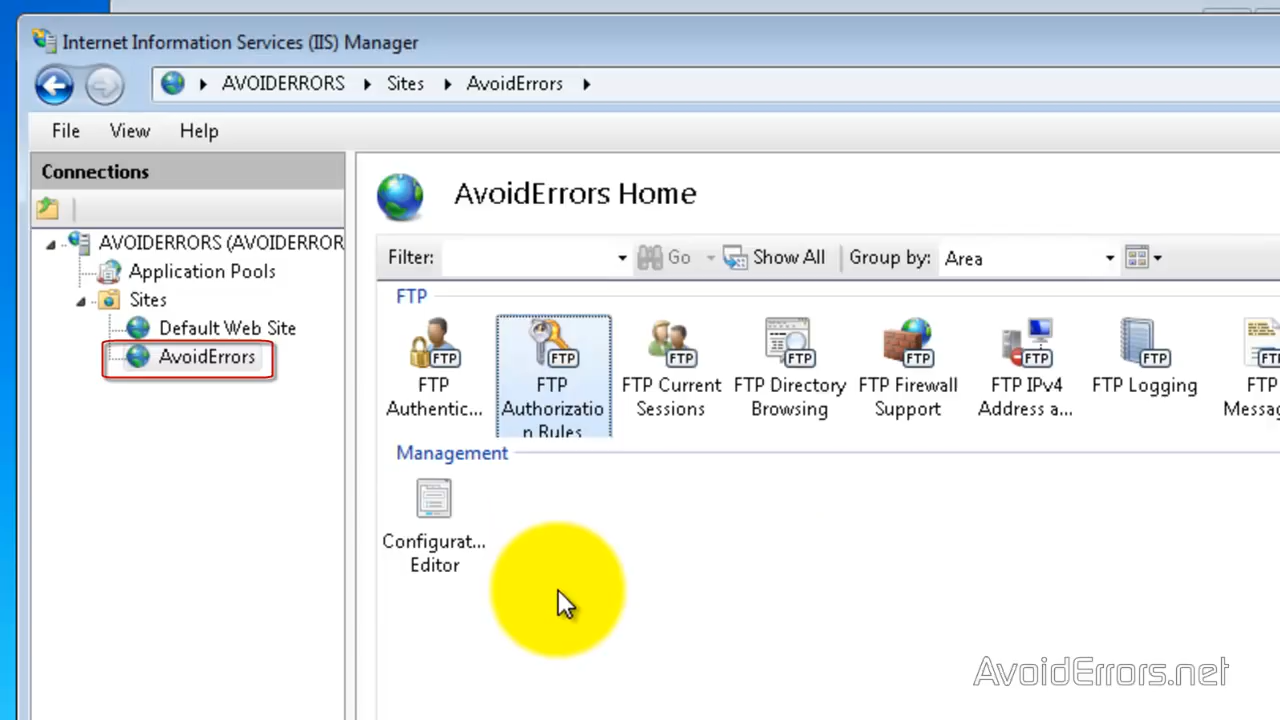 Internet Information Services (IIS) Manager
AVOIDERRORS Sites AvoidErrors
File View Help
Connections
AvoidErrors Home
AVOIDERRORS (AVOIDERROR
Application Pools
Sites
Default Web Site
AvoidErrors
Filter: Go Show All Group by: Area
FTP
FTP
FTP
Authentic...
FTP
FTP
Authorizatio
n Rules
FTP
FTP Current
Sessions
FTP
FTP Directory
Browsing
FTP
FTP Firewall
Support
FTP
FTP IPv4
Address a...
FTP
FTP Logging
FTP
FTP
Messag
Management
Configurat...
Editor
AvoidErrors.net